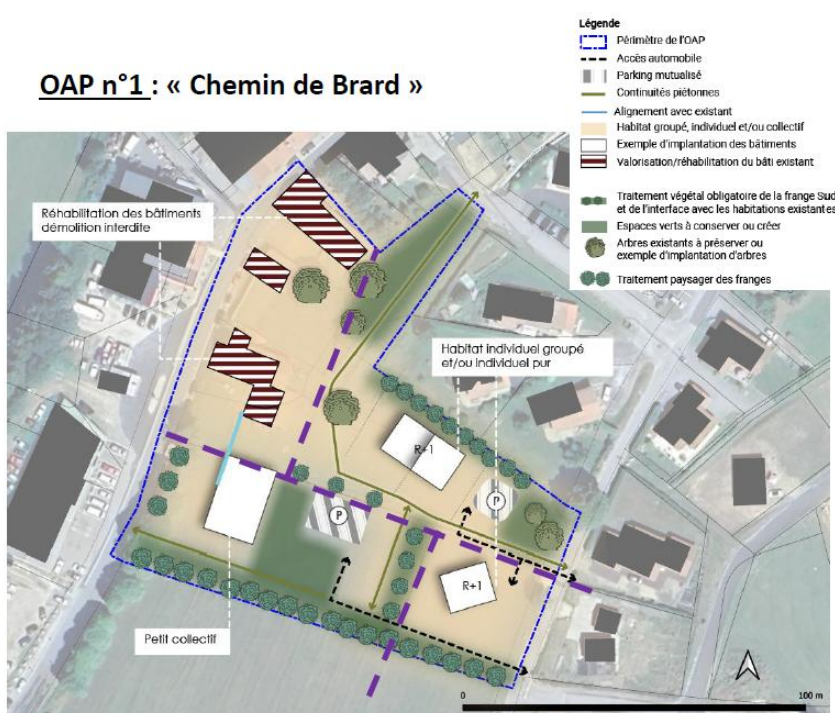 OAP n°1 : « Chemin de Brard »
Légende
Périmètre de l'OAP
Accès automobile
Parking mutualisé
Continuités piétonnes
Alignement avec existant
Habitat groupé, individuel et/ou collectif
Exemple d'implantation des bâtiments
Valorisation/réhabilitation du bâti existant
Traitement végétal obligatoire de la frange Sud
et de l'interface avec les habitations existantes
Espaces verts à conserver ou créer
Arbres existants à préserver ou
exemple d'implantation d'arbres
Traitement paysager des franges
Réhabilitation des bâtiments
démolition interdite
Habitat individuel groupé
et/ou individuel pur
R+1
P
P
R+1
Petit collectif
0
100 m